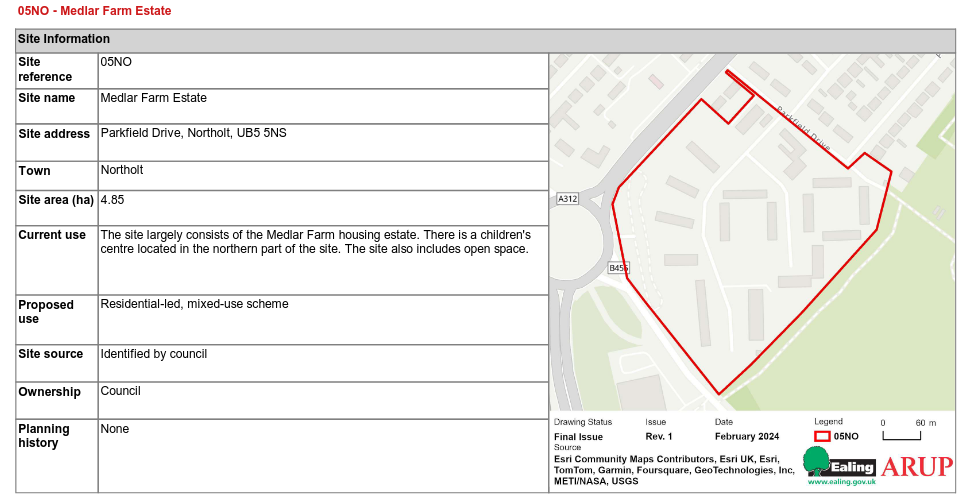 05NO - Medlar Farm Estate
Site Information
Site
reference
05NO
Site name
Medlar Farm Estate
Site address
Parkfield Drive, Northolt, UB5 5NS
Town
Northolt
Site area (ha)
4.85
Current use
The site largely consists of the Medlar Farm housing estate. There is a children's
centre located in the northern part of the site. The site also includes open space.
Proposed
use
Residential-led, mixed-use scheme
Site source
Identified by council
Ownership
Council
Planning
history
None
Parkfield Drive
A312
B455
Drawing Status
Issue
Date
Legend
0
60 m
Final Issue
Rev. 1
February 2024
05NO
Source
Esri Community Maps Contributors, Esri UK, Esri,
TomTom, Garmin, Foursquare, GeoTechnologies, Inc,
METI/NASA, USGS
Ealing
www.ealing.gov.uk
ARUP